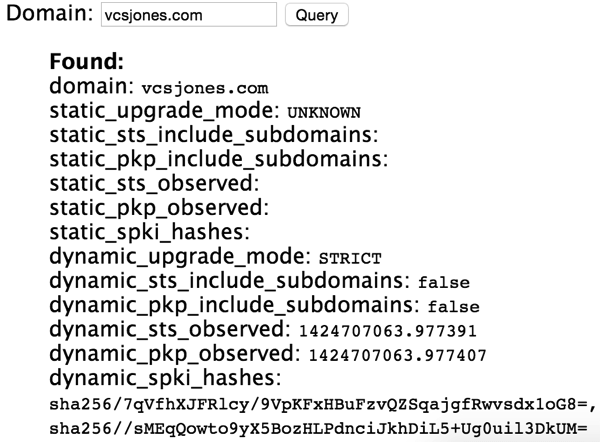 Domain: vcsjones.com Query
Found:
domain: vcsjones.com
static_upgrade_mode: UNKNOWN
static_sts_include_subdomains:
static_pkp_include_subdomains:
static_sts_observed:
static_pkp_observed:
static_spki_hashes:
dynamic_upgrade_mode: STRICT
dynamic_sts_include_subdomains: false
dynamic_pkp_include_subdomains: false
dynamic_sts_observed: 1424707063.977391
dynamic_pkp_observed: 1424707063.977407
dynamic_spki_hashes:
sha256/7qVfhXJFRlcy/9VpKFxHBuFzvQZSqajgfRwvsdx1oG8=,
sha256//sMEqQowto9yX5BozHLPdnciJkhDiL5+Ug0uil3DkUM=